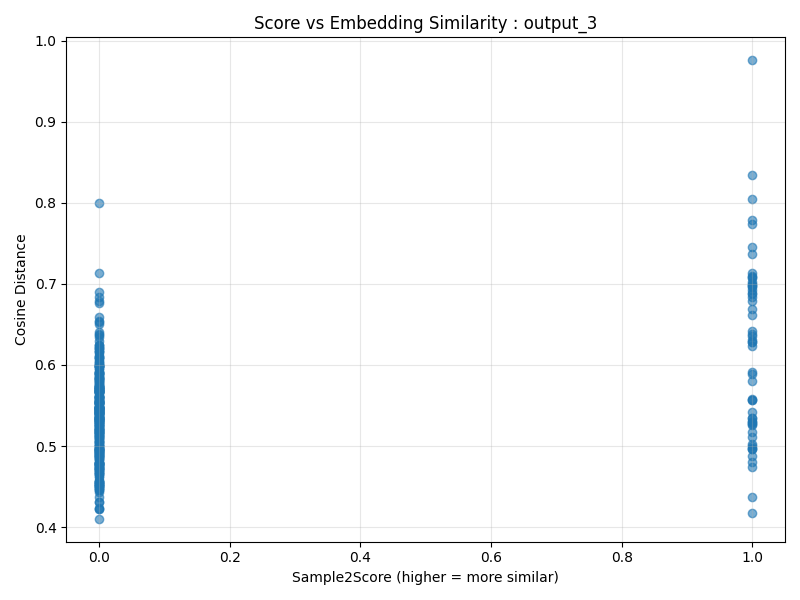 Score vs Embedding Similarity : output_3
Cosine Distance
1.0
0.9
0.8
0.7
0.6
0.5
0.4
0.0 0.2 0.4 0.6 0.8 1.0
Sample2Score (higher = more similar)